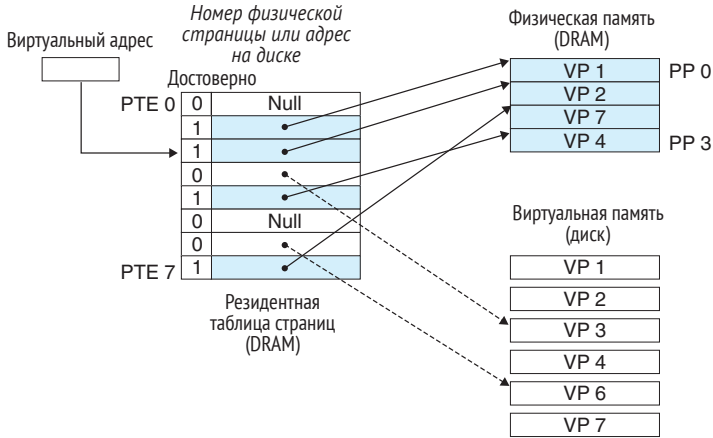 Виртуальный адрес
Номер физической
страницы или адрес
на диске
Достоверно
PTE 0 0 Null
1
1
0
1
0 Null
0
PTE 7 1
Резидентная
таблица страниц
(DRAM)
Физическая память
(DRAM)
VP 1 PP 0
VP 2
VP 7
VP 4 PP 3
Виртуальная память
(диск)
VP 1
VP 2
VP 3
VP 4
VP 6
VP 7